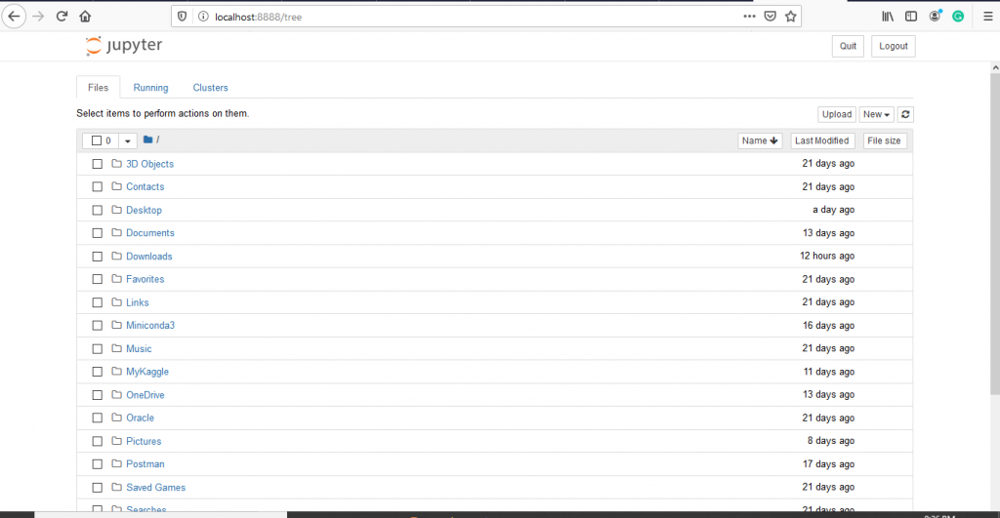 localhost:8888/tree
jupyter
Quit Logout
Files Running Clusters
Select items to perform actions on them.
Upload New
0 / Name Last Modified File size
3D Objects 21 days ago
Contacts 21 days ago
Desktop a day ago
Documents 13 days ago
Downloads 12 hours ago
Favorites 21 days ago
Links 21 days ago
Miniconda3 16 days ago
Music 21 days ago
MyKaggle 11 days ago
OneDrive 13 days ago
Oracle 21 days ago
Pictures 8 days ago
Postman 17 days ago
Saved Games 21 days ago
Searches 21 days ago